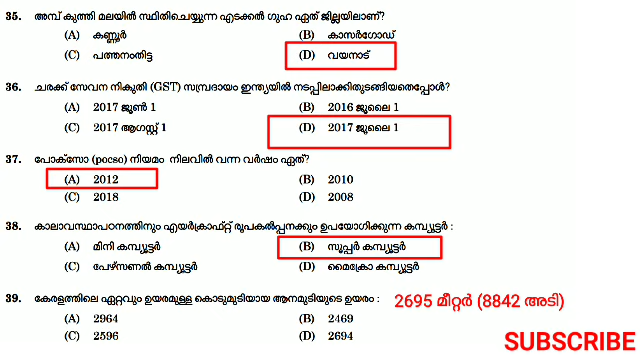 35. അമ്പ് കുത്തി മലയിൽ സ്ഥിതിചെയ്യുന്ന എടക്കൽ ഗുഹ ഏത് ജില്ലയിലാണ്?
(A) കണ്ണൂർ (B) കാസർഗോഡ്
(C) പത്തനംതിട്ട (D) വയനാട്
36. ചരക്ക് സേവന നികുതി (GST) സമ്പ്രദായം ഇന്ത്യയിൽ നടപ്പിലാക്കിതുടങ്ങിയതെപ്പോൾ?
(A) 2017 ജൂൺ 1 (B) 2016 ജൂലൈ 1
(C) 2017 ആഗസ്റ്റ് 1 (D) 2017 ജൂലൈ 1
37. പോക്സോ (pocso) നിയമം നിലവിൽ വന്ന വർഷം ഏത്?
(A) 2012 (B) 2010
(C) 2018 (D) 2008
38. കാലാവസ്ഥാപഠനത്തിനും എയർക്രാഫ്റ്റ് രൂപകൽപ്പനക്കും ഉപയോഗിക്കുന്ന കമ്പ്യൂട്ടർ :
(A) മിനി കമ്പ്യൂട്ടർ (B) സൂപ്പർ കമ്പ്യൂട്ടർ
(C) പേഴ്സണൽ കമ്പ്യൂട്ടർ (D) മൈക്രോ കമ്പ്യൂട്ടർ
39. കേരളത്തിലെ ഏറ്റവും ഉയരമുള്ള കൊടുമുടിയായ ആനമുടിയുടെ ഉയരം : 2695 മീറ്റർ (8842 അടി)
(A) 2964 (B) 2469
(C) 2596 (D) 2694
SUBSCRIBE